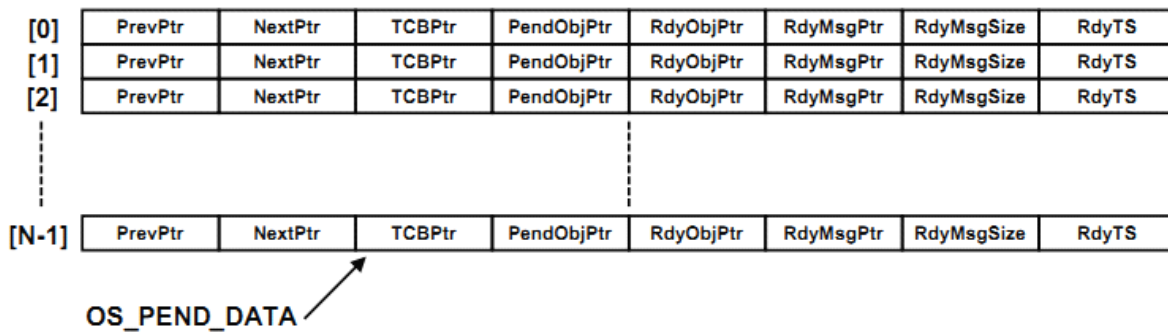 [0] PrevPtr NextPtr TCBPtr PendObjPtr RdyObjPtr RdyMsgPtr RdyMsgSize RdyTS
[1] PrevPtr NextPtr TCBPtr PendObjPtr RdyObjPtr RdyMsgPtr RdyMsgSize RdyTS
[2] PrevPtr NextPtr TCBPtr PendObjPtr RdyObjPtr RdyMsgPtr RdyMsgSize RdyTS
[N-1] PrevPtr NextPtr TCBPtr PendObjPtr RdyObjPtr RdyMsgPtr RdyMsgSize RdyTS
OS_PEND_DATA